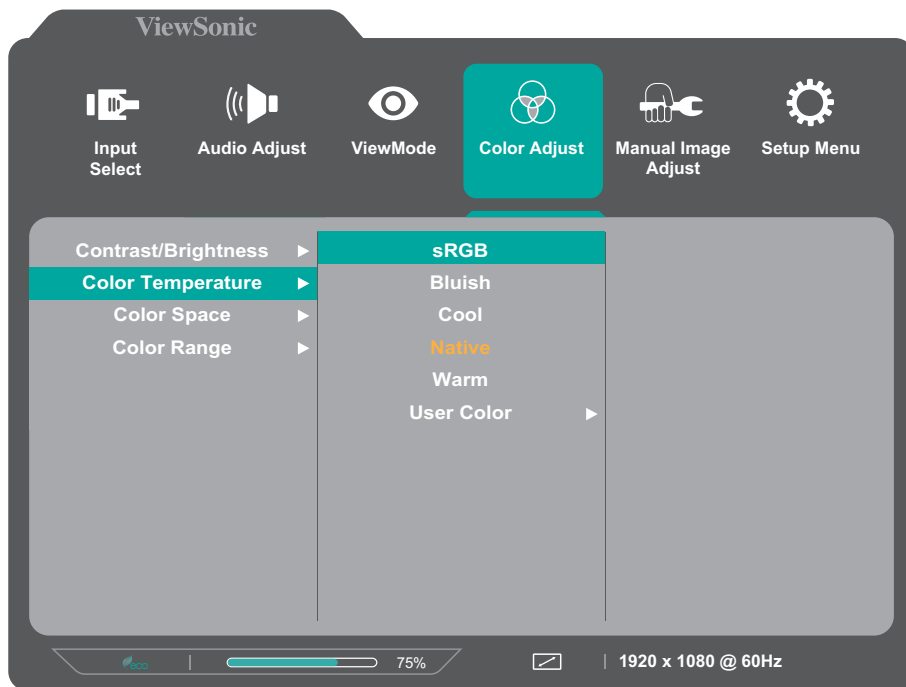 ViewSonic
Input
Select
Audio Adjust
ViewMode
Color Adjust
Manual Image
Adjust
Setup Menu
Contrast/Brightness
Color Temperature
Color Space
Color Range
sRGB
Bluish
Cool
Native
Warm
User Color
eco
75%
1920 x 1080 @ 60Hz